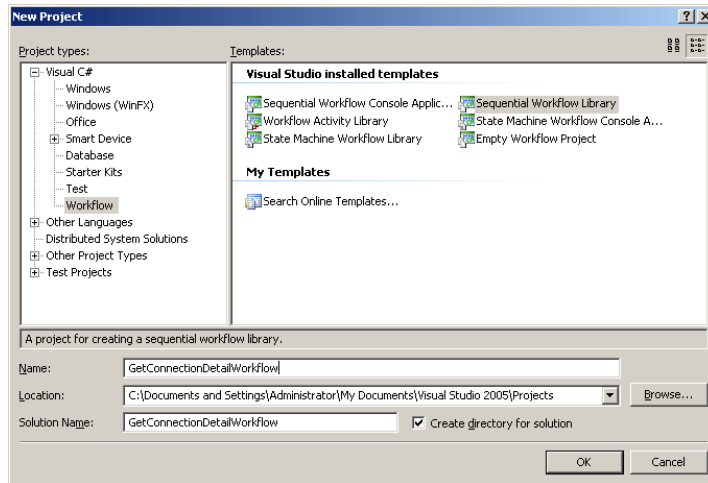 New Project
Project types:
Templates:
Visual C#
Windows
Windows (WinFX)
Office
Smart Device
Database
Starter Kits
Test
Workflow
Other Languages
Distributed System Solutions
Other Project Types
Test Projects
Visual Studio installed templates
Sequential Workflow Console Applic... Sequential Workflow Library
Workflow Activity Library State Machine Workflow Console A...
State Machine Workflow Library Empty Workflow Project
My Templates
Search Online Templates...
A project for creating a sequential workflow library.
Name: GetConnectionDetailWorkflow
Location: C:\Documents and Settings\Administrator\My Documents\Visual Studio 2005\Projects Browse...
Solution Name: GetConnectionDetailWorkflow Create directory for solution
OK Cancel